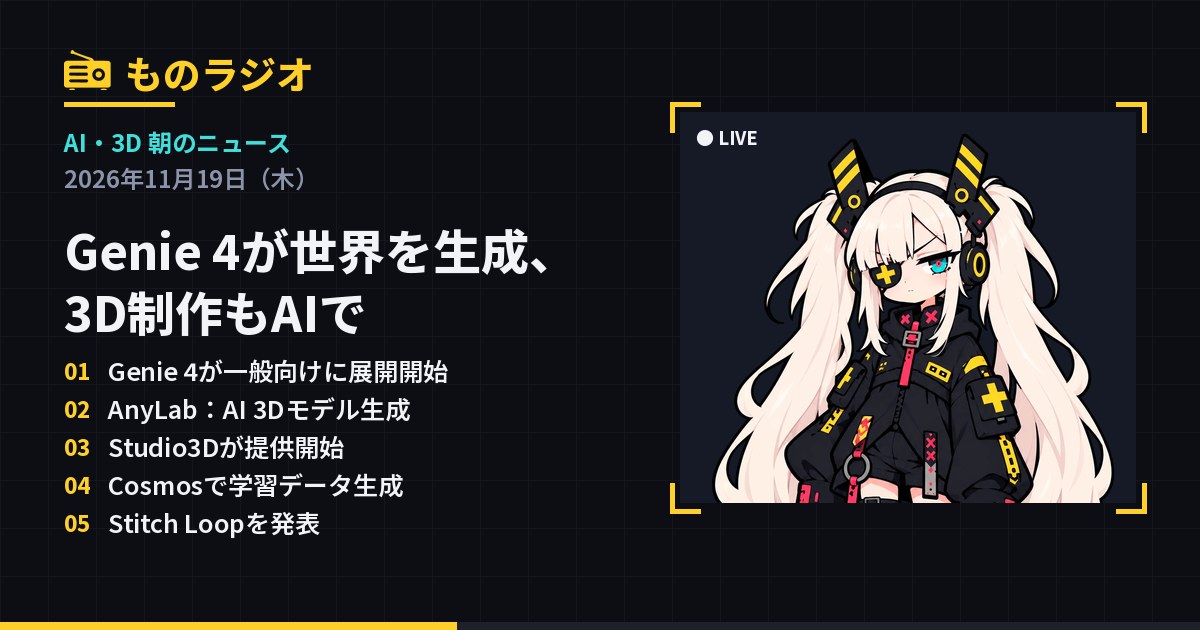 ものラジオ
AI・3D 朝のニュース
2026年11月19日（木）
Genie 4が世界を生成、
3D制作もAIで
01 Genie 4が一般向けに展開開始
02 AnyLab：AI 3Dモデル生成
03 Studio3Dが提供開始
04 Cosmosで学習データ生成
05 Stitch Loopを発表
LIVE